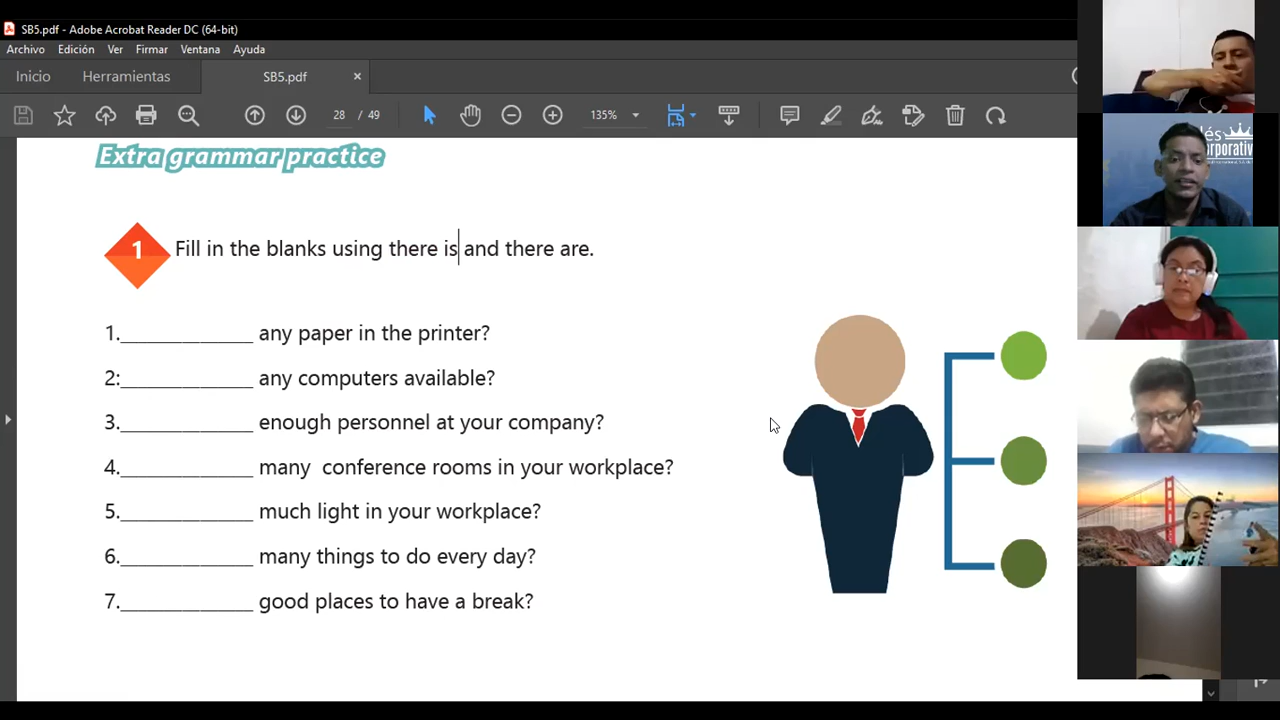 SB5.pdf - Adobe Acrobat Reader DC (64-bit)
Archivo Edición Ver Firmar Ventana Ayuda
Inicio Herramientas SB5.pdf ×
28 / 49 135%
Extra grammar practice
1 Fill in the blanks using there is and there are.
1.______________ any paper in the printer?
2:______________ any computers available?
3.______________ enough personnel at your company?
4.______________ many conference rooms in your workplace?
5.______________ much light in your workplace?
6.______________ many things to do every day?
7.______________ good places to have a break?